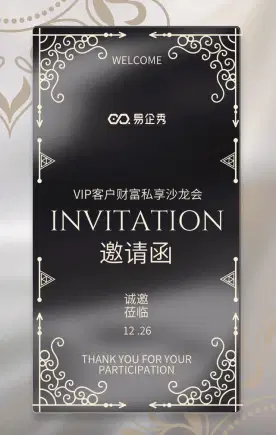 WELCOME
易企秀
VIP客户财富私享沙龙会
INVITATION
邀请函
诚邀
莅临
12.26
THANK YOU FOR YOUR
PARTICIPATION